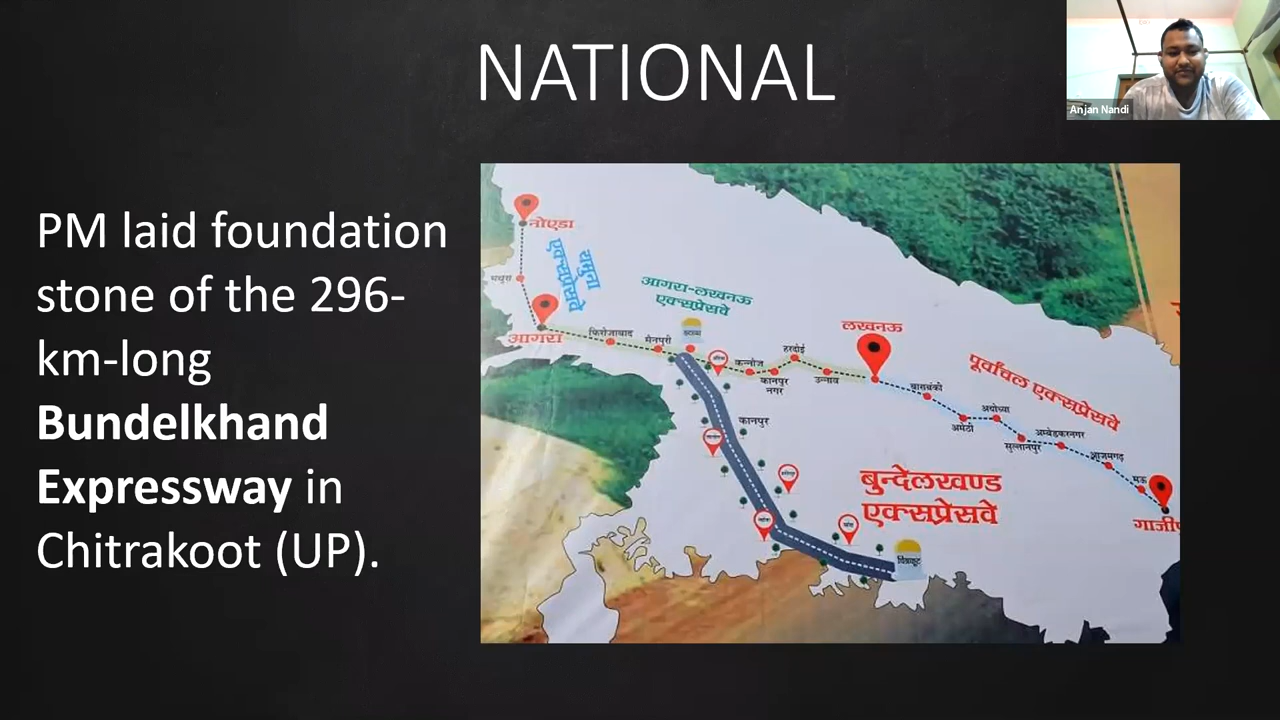 NATIONAL
Anjan Nandi
PM laid foundation
stone of the 296-
km-long
Bundelkhand
Expressway in
Chitrakoot (UP).
नोएडा
मथुरा
यमुना
एक्सप्रेसवे
आगरा
आगरा-लखनऊ
एक्सप्रेसवे
फिरोजाबाद
मैनपुरी
कन्नौज
कानपुर
नगर
हरदोई
उन्नाव
लखनऊ
पूर्वांचल एक्सप्रेसवे
बाराबंकी
अमेठी
अयोध्या
सुल्तानपुर
अम्बेडकरनगर
आजमगढ़
मऊ
गाजीप
कानपुर
बुन्देलखण्ड
एक्सप्रेसवे
चित्रकूट